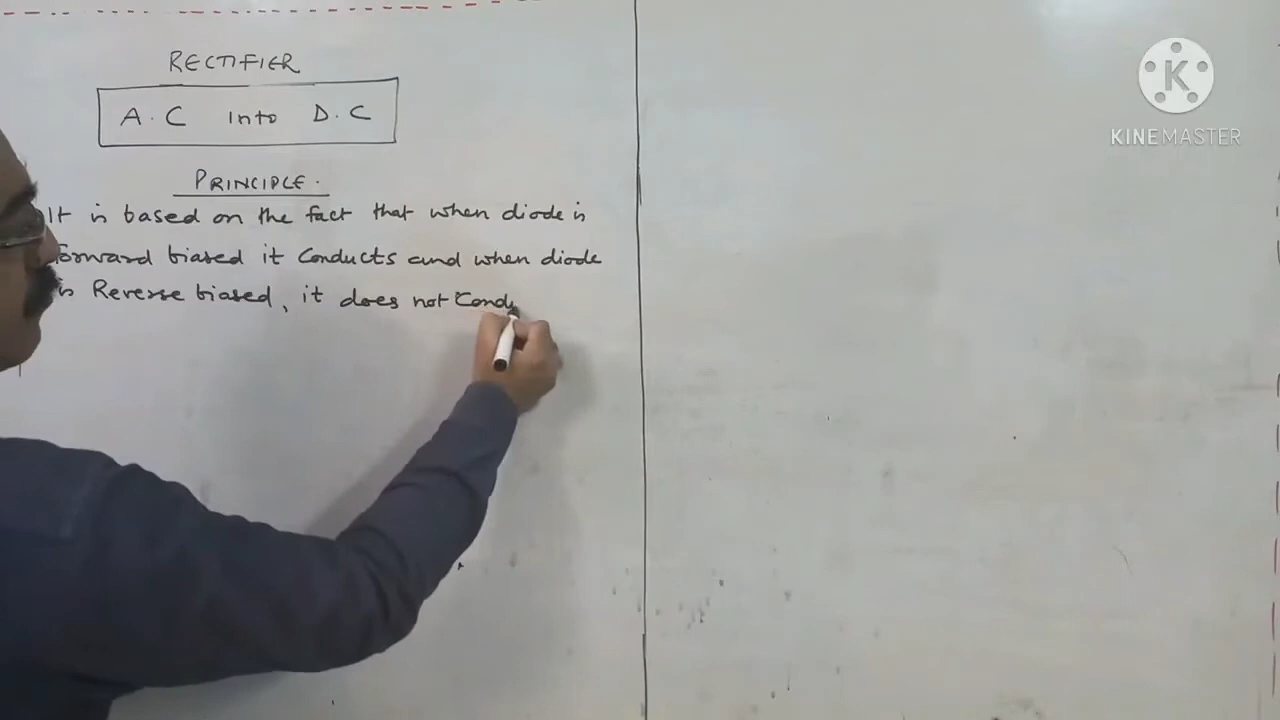 RECTIFIER
A.C into D.C
PRINCIPLE.
It is based on the fact that when diode is
Forward biased it Conducts and when diode
is Reverse biased, it does not Condu
K
KINEMASTER